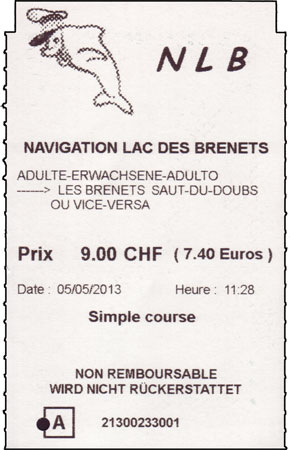 NLB
NAVIGATION LAC DES BRENETS
ADULTE-ERWACHSENE-ADULTO
-----> LES BRENETS SAUT-DU-DOUBS
OU VICE-VERSA
Prix 9.00 CHF ( 7.40 Euros )
Date : 05/05/2013 Heure : 11:28
Simple course
NON REMBOURSABLE
WIRD NICHT RÜCKERSTATTET
A 21300233001